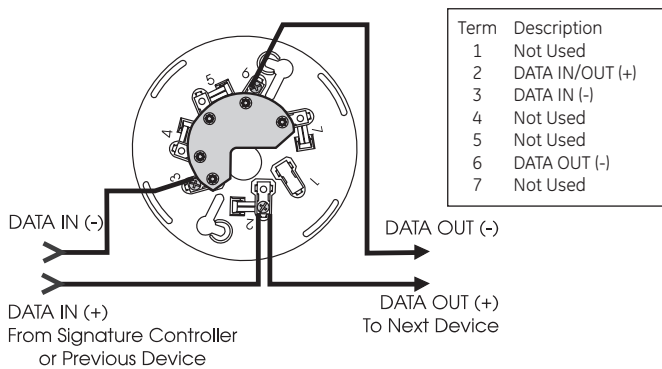 Term Description
1 Not Used
2 DATA IN/OUT (+)
3 DATA IN (-)
4 Not Used
5 Not Used
6 DATA OUT (-)
7 Not Used
6
5
4
7
3
1
2
DATA IN (-)
DATA OUT (-)
DATA IN (+)
From Signature Controller
or Previous Device
DATA OUT (+)
To Next Device